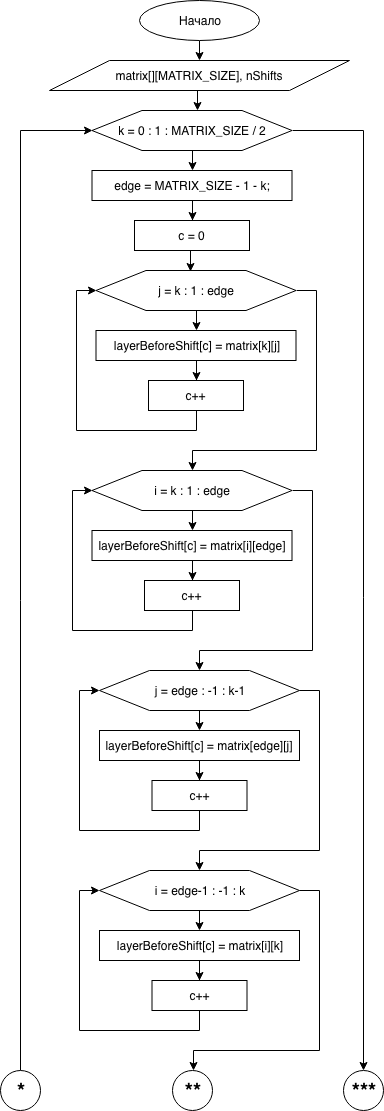 Начало
matrix[][MATRIX_SIZE], nShifts
k = 0 : 1 : MATRIX_SIZE / 2
edge = MATRIX_SIZE - 1 - k;
c = 0
j = k : 1 : edge
layerBeforeShift[c] = matrix[k][j]
c++
i = k : 1 : edge
layerBeforeShift[c] = matrix[i][edge]
c++
j = edge : -1 : k-1
layerBeforeShift[c] = matrix[edge][j]
c++
i = edge-1 : -1 : k
layerBeforeShift[c] = matrix[i][k]
c++
*
**
***